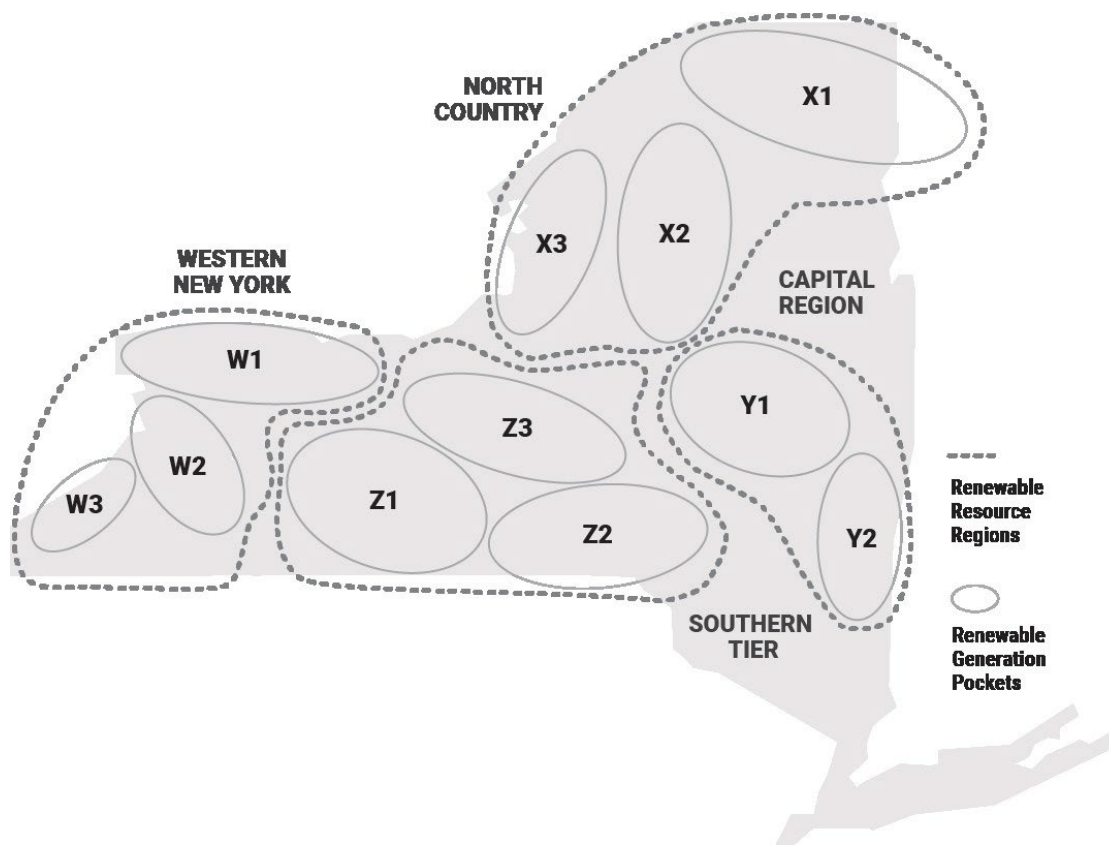 NORTH
COUNTRY
X1
X3
X2
WESTERN
NEW YORK
CAPITAL
REGION
W1
W2
W3
Z3
Z1
Z2
Y1
Y2
SOUTHERN
TIER
Renewable
Resource
Regions
Renewable
Generation
Pockets